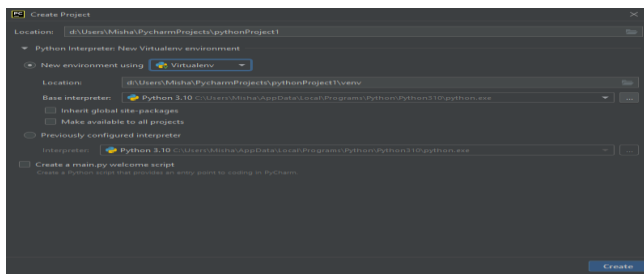 PC Create Project
Location: d:\Users\Misha\PycharmProjects\pythonProject1
Python Interpreter: New Virtualenv environment
New environment using Virtualenv
Location: d:\Users\Misha\PycharmProjects\pythonProject1\venv
Base interpreter: Python 3.10 C:\Users\Misha\AppData\Local\Programs\Python\Python310\python.exe ...
Inherit global site-packages
Make available to all projects
Previously configured interpreter
Interpreter: Python 3.10 C:\Users\Misha\AppData\Local\Programs\Python\Python310\python.exe ...
Create a main.py welcome script
Create a Python script that provides an entry point to coding in PyCharm.
Create